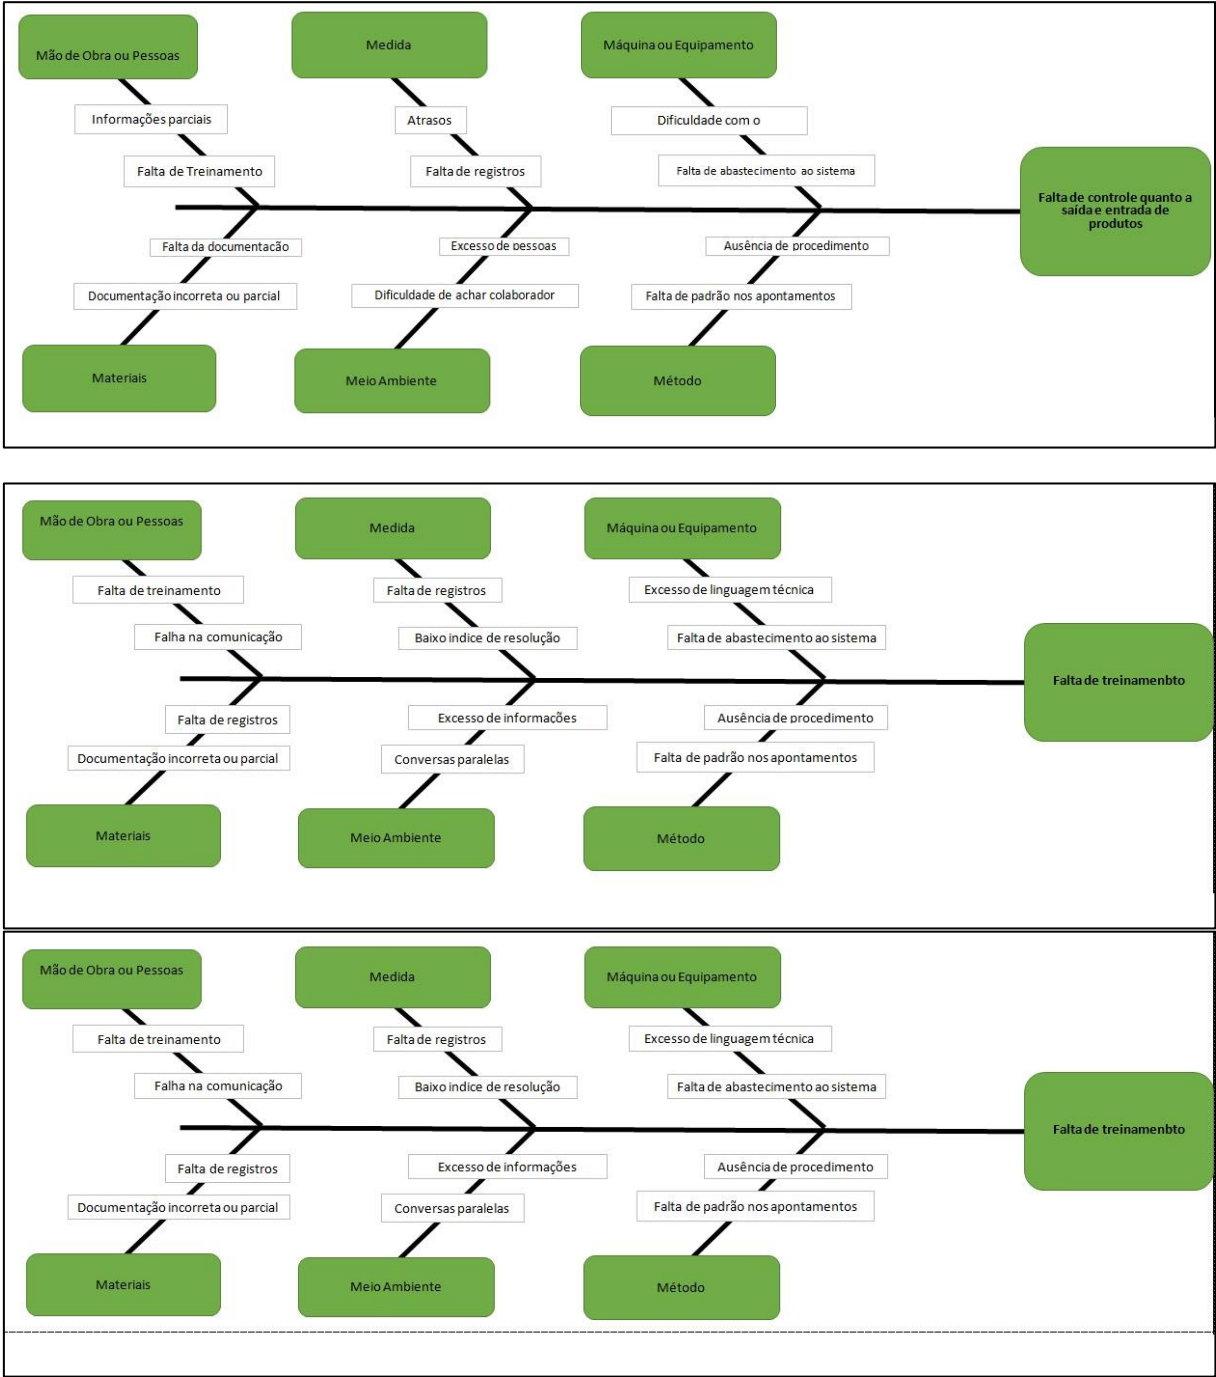 Mão de Obra ou Pessoas
Medida
Máquina ou Equipamento
Informações parciais
Atrasos
Dificuldade com o
Falta de Treinamento
Falta de registros
Falta de abastecimento ao sistema
Falta de controle quanto a
saída e entrada de
produtos
Falta da documentacão
Excesso de pessoas
Ausência de procedimento
Documentação incorreta ou parcial
Dificuldade de achar colaborador
Falta de padrão nos apontamentos
Materiais
Meio Ambiente
Método
Mão de Obra ou Pessoas
Medida
Máquina ou Equipamento
Falta de treinamento
Falta de registros
Excesso de linguagem técnica
Falha na comunicação
Baixo indice de resolução
Falta de abastecimento ao sistema
Falta de treinamenbto
Falta de registros
Excesso de informações
Ausência de procedimento
Documentação incorreta ou parcial
Conversas paralelas
Falta de padrão nos apontamentos
Materiais
Meio Ambiente
Método
Mão de Obra ou Pessoas
Medida
Máquina ou Equipamento
Falta de treinamento
Falta de registros
Excesso de linguagem técnica
Falha na comunicação
Baixo indice de resolução
Falta de abastecimento ao sistema
Falta de treinamenbto
Falta de registros
Excesso de informações
Ausência de procedimento
Documentação incorreta ou parcial
Conversas paralelas
Falta de padrão nos apontamentos
Materiais
Meio Ambiente
Método